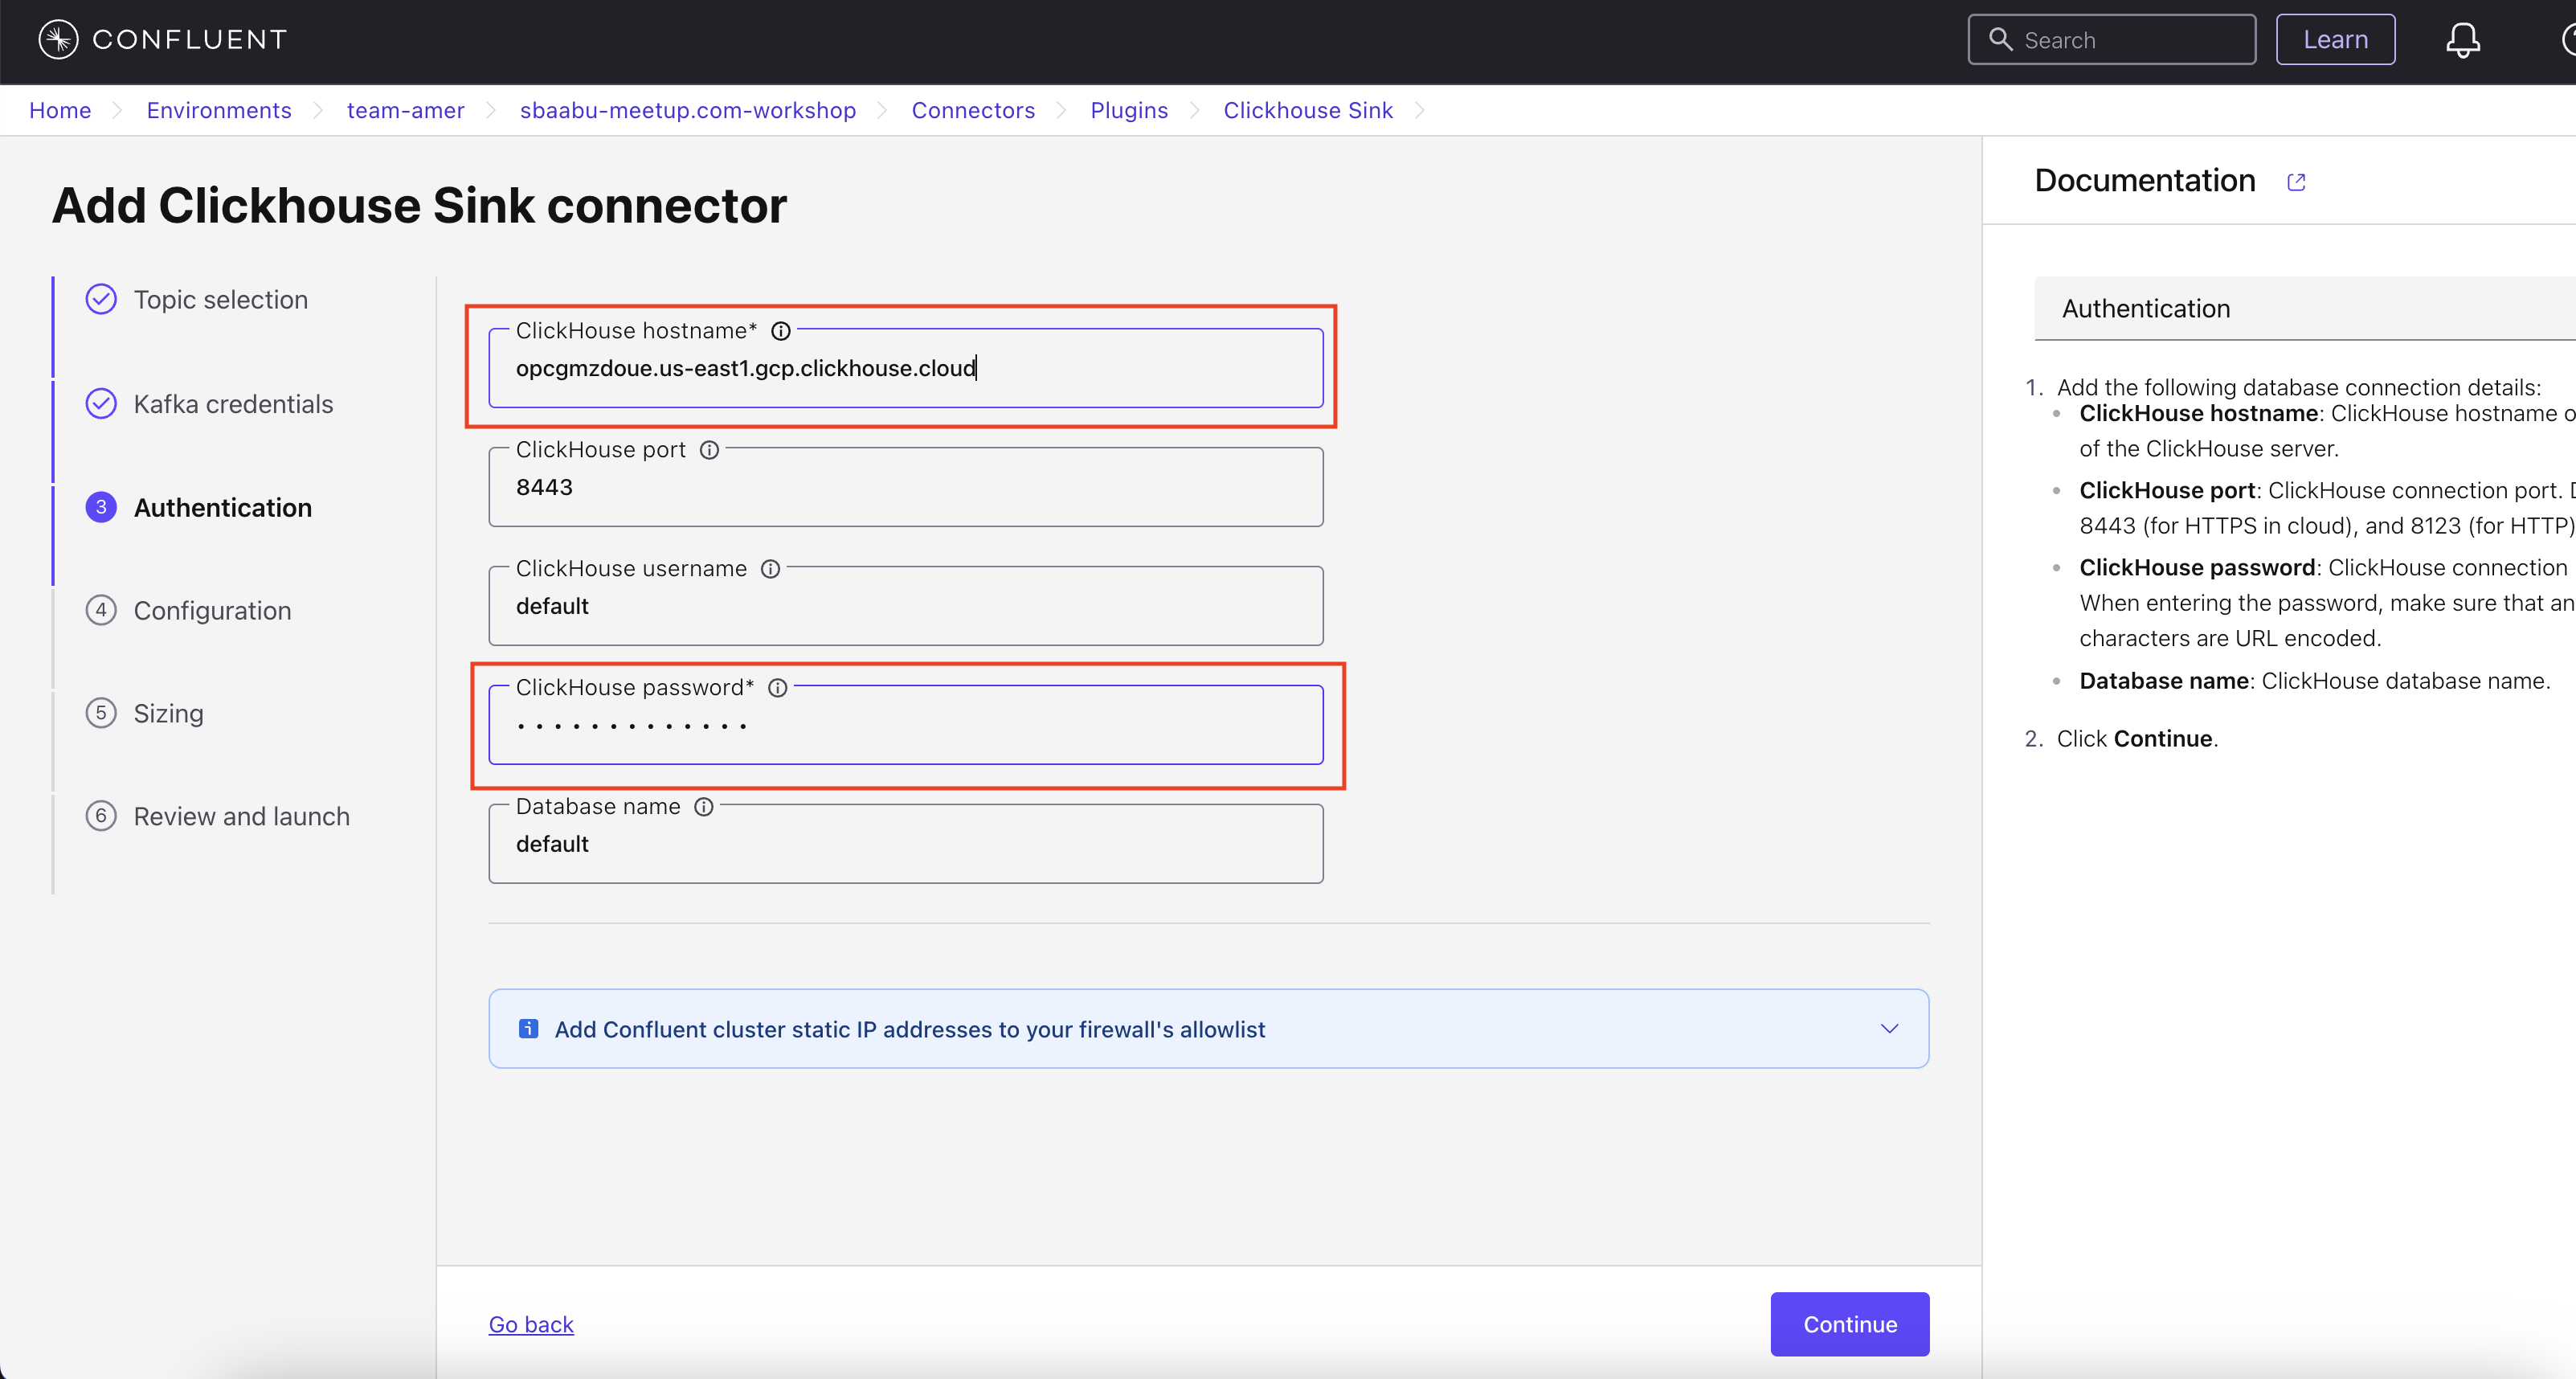 CONFLUENT
Search
Learn
Home
Environments
team-amer
sbaabu-meetup.com-workshop
Connectors
Plugins
Clickhouse Sink
Add Clickhouse Sink connector
Topic selection
Kafka credentials
3 Authentication
4 Configuration
5 Sizing
6 Review and launch
ClickHouse hostname*
opcgmzdoue.us-east1.gcp.clickhouse.cloud
ClickHouse port
8443
ClickHouse username
default
ClickHouse password*
•••••••••••••
Database name
default
Add Confluent cluster static IP addresses to your firewall's allowlist
Go back
Continue
Documentation
Authentication
1. Add the following database connection details:
• ClickHouse hostname: ClickHouse hostname
of the ClickHouse server.
• ClickHouse port: ClickHouse connection port.
8443 (for HTTPS in cloud), and 8123 (for HTTP)
• ClickHouse password: ClickHouse connection
When entering the password, make sure that
characters are URL encoded.
• Database name: ClickHouse database name.
2. Click Continue.